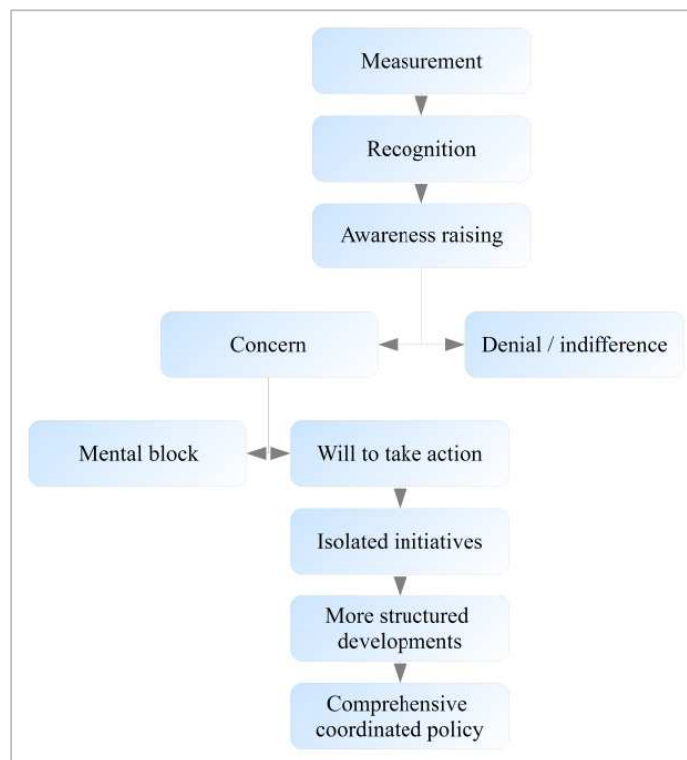 Measurement
Recognition
Awareness raising
Concern
Denial / indifference
Mental block
Will to take action
Isolated initiatives
More structured
developments
Comprehensive
coordinated policy